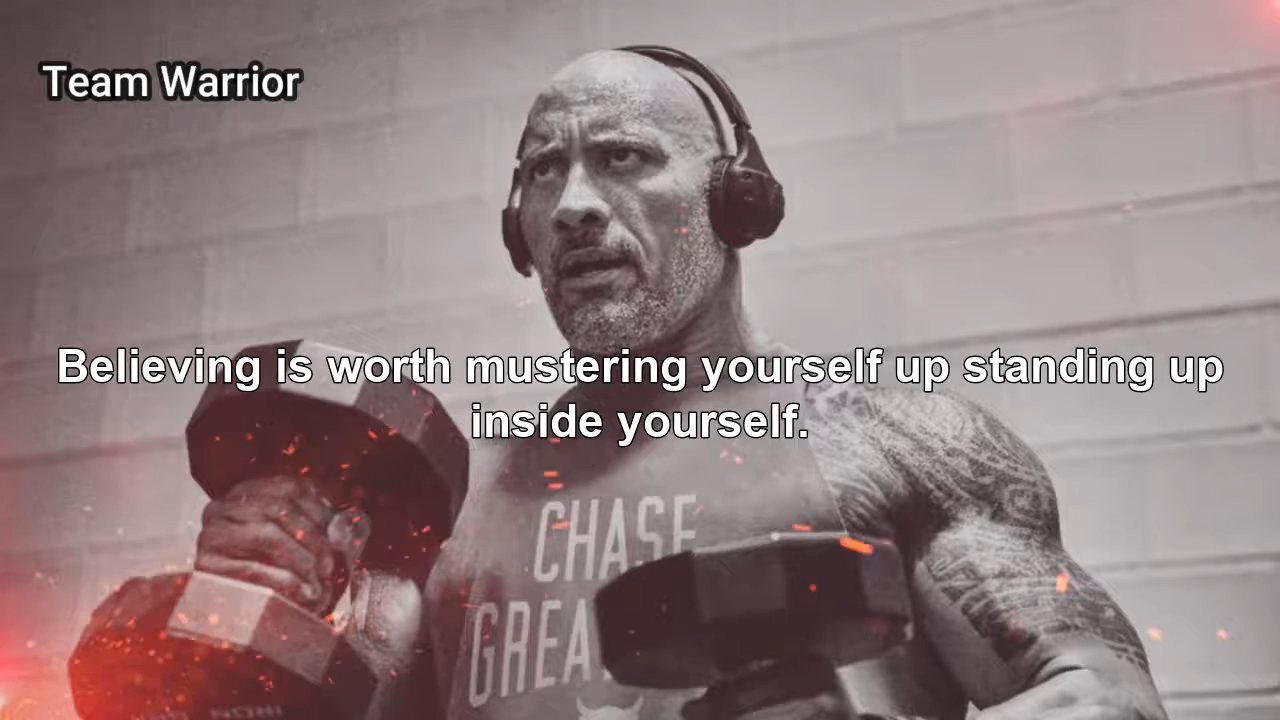 Team Warrior
Believing is worth mustering yourself up standing up
inside yourself.
CHASE
GREA